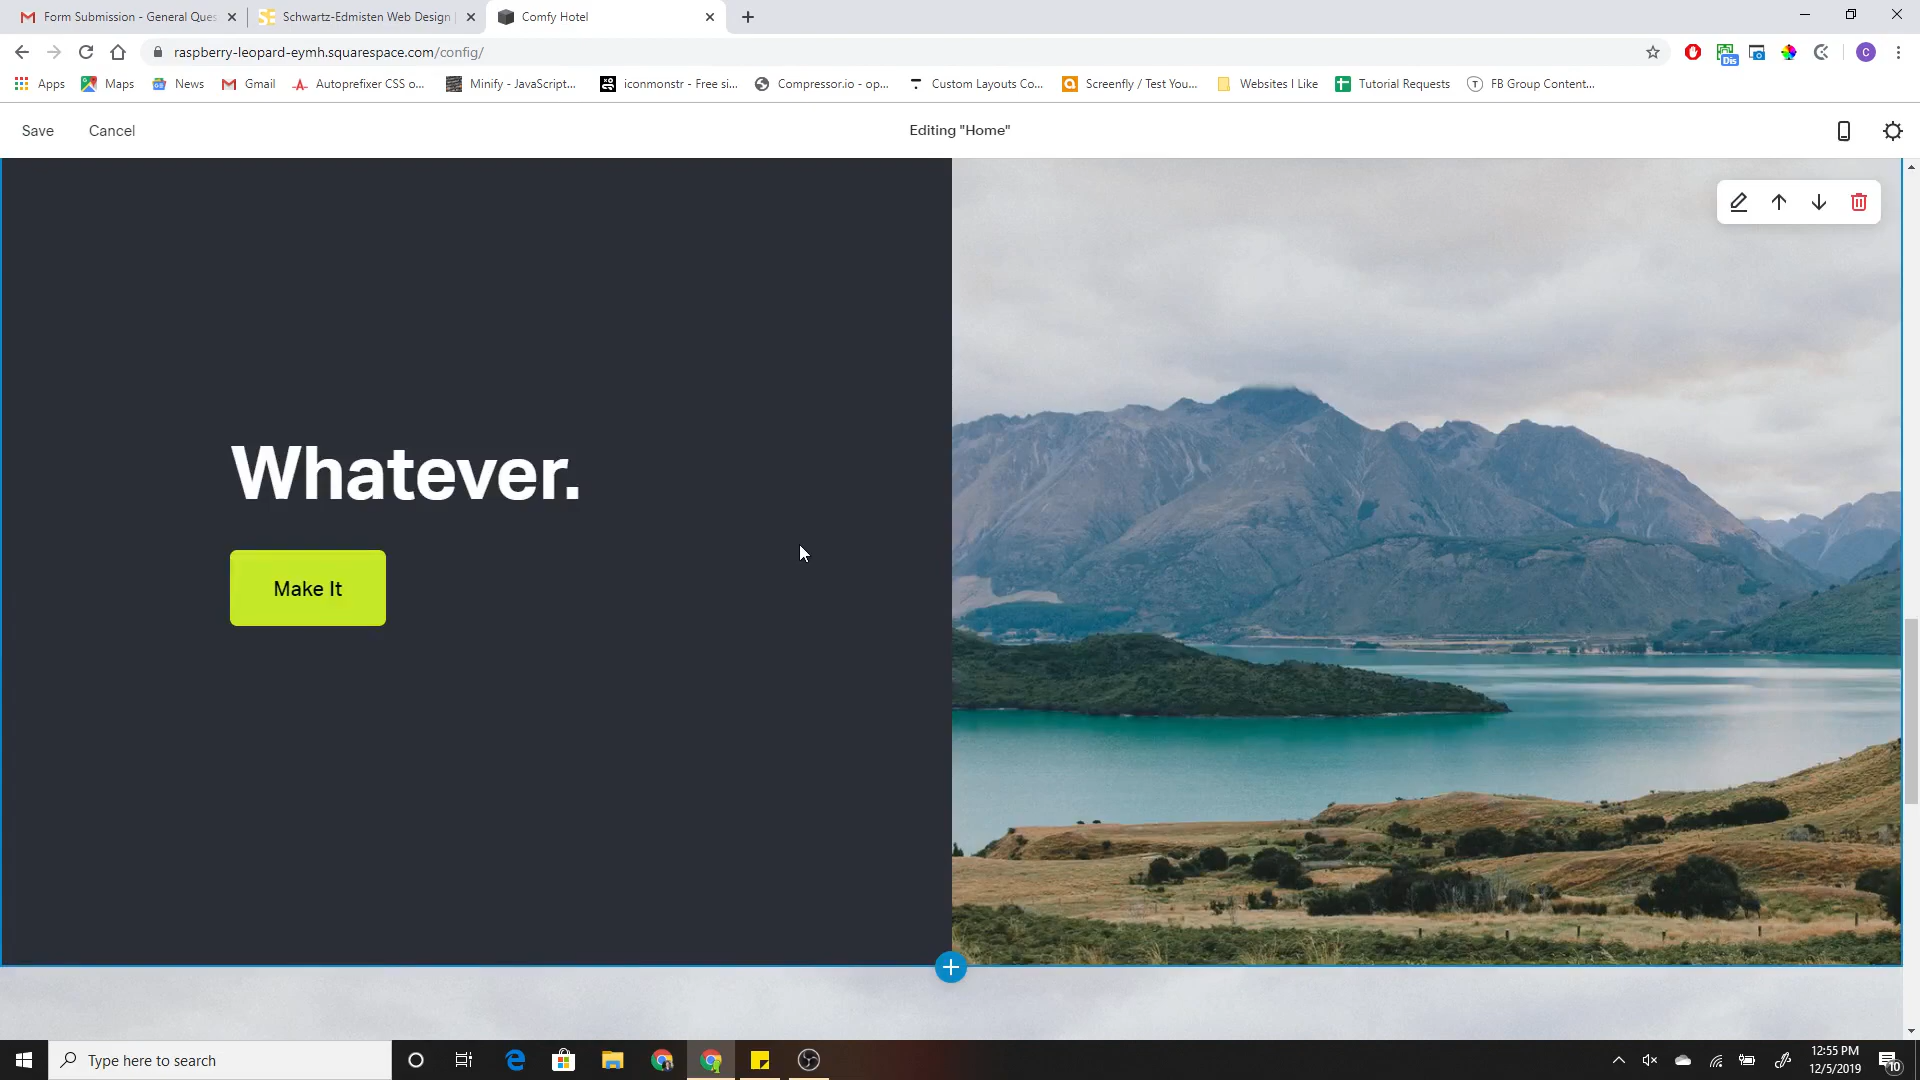 Form Submission - General Ques
Schwartz-Edmisten Web Design
Comfy Hotel
raspberry-leopard-eymh.squarespace.com/config/
C
Apps
Maps
News
Gmail
Autoprefixer CSS o...
Minify - JavaScript...
iconmonstr - Free si...
Compressor.io - op...
Custom Layouts Co...
Screenfly / Test You...
Websites I Like
Tutorial Requests
FB Group Content...
Dis
Save
Cancel
Editing "Home"
Whatever.
Make It
Type here to search
12:55 PM
12/5/2019
10